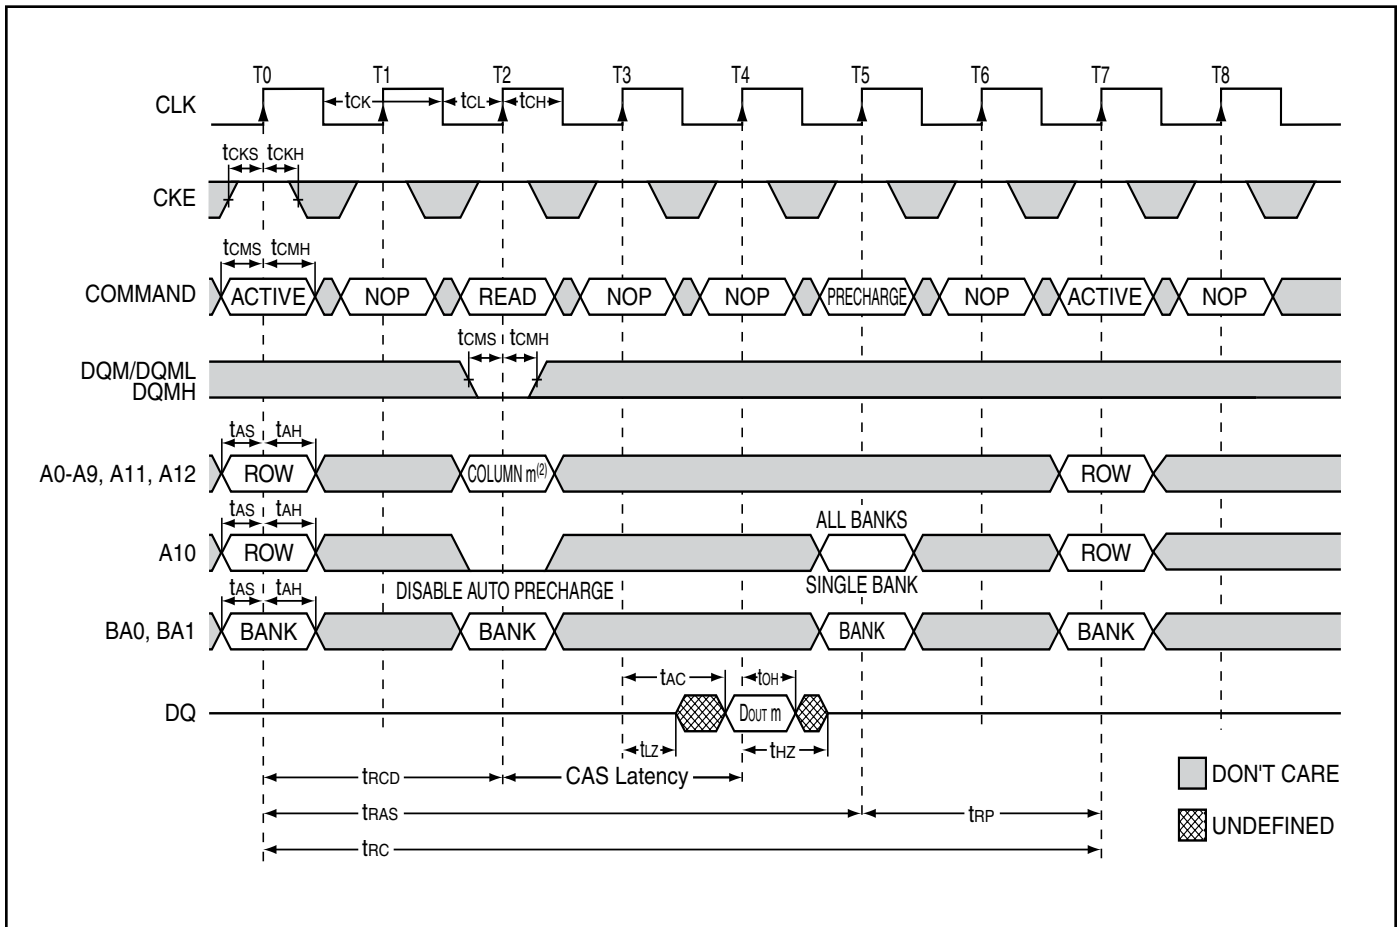 T0 T1 T2 T3 T4 T5 T6 T7 T8
CLK tCK tCL tCH
tCKS tCKH
CKE
tCMS tCMH
COMMAND ACTIVE NOP READ NOP NOP PRECHARGE NOP ACTIVE NOP
tCMS tCMH
DQM/DQML
DQMH
tAS tAH
A0-A9, A11, A12 ROW COLUMN m(2) ROW
tAS tAH ALL BANKS
A10 ROW ROW
DISABLE AUTO PRECHARGE SINGLE BANK
tAS tAH
BA0, BA1 BANK BANK BANK BANK
tAC tOH
DQ DOUT m
tLZ tHZ
tRCD CAS Latency
DON'T CARE
tRAS tRP
UNDEFINED
tRC